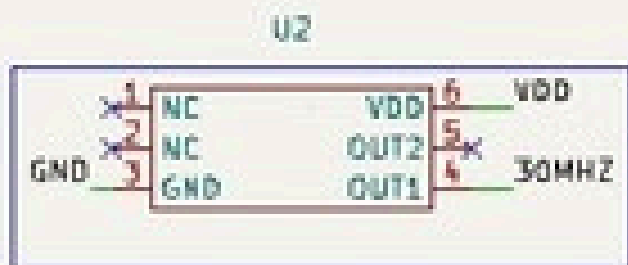 U2
1 NC VDD 6 VDD
2 NC OUT2 5
GND 3 GND OUT1 4 30MHZ